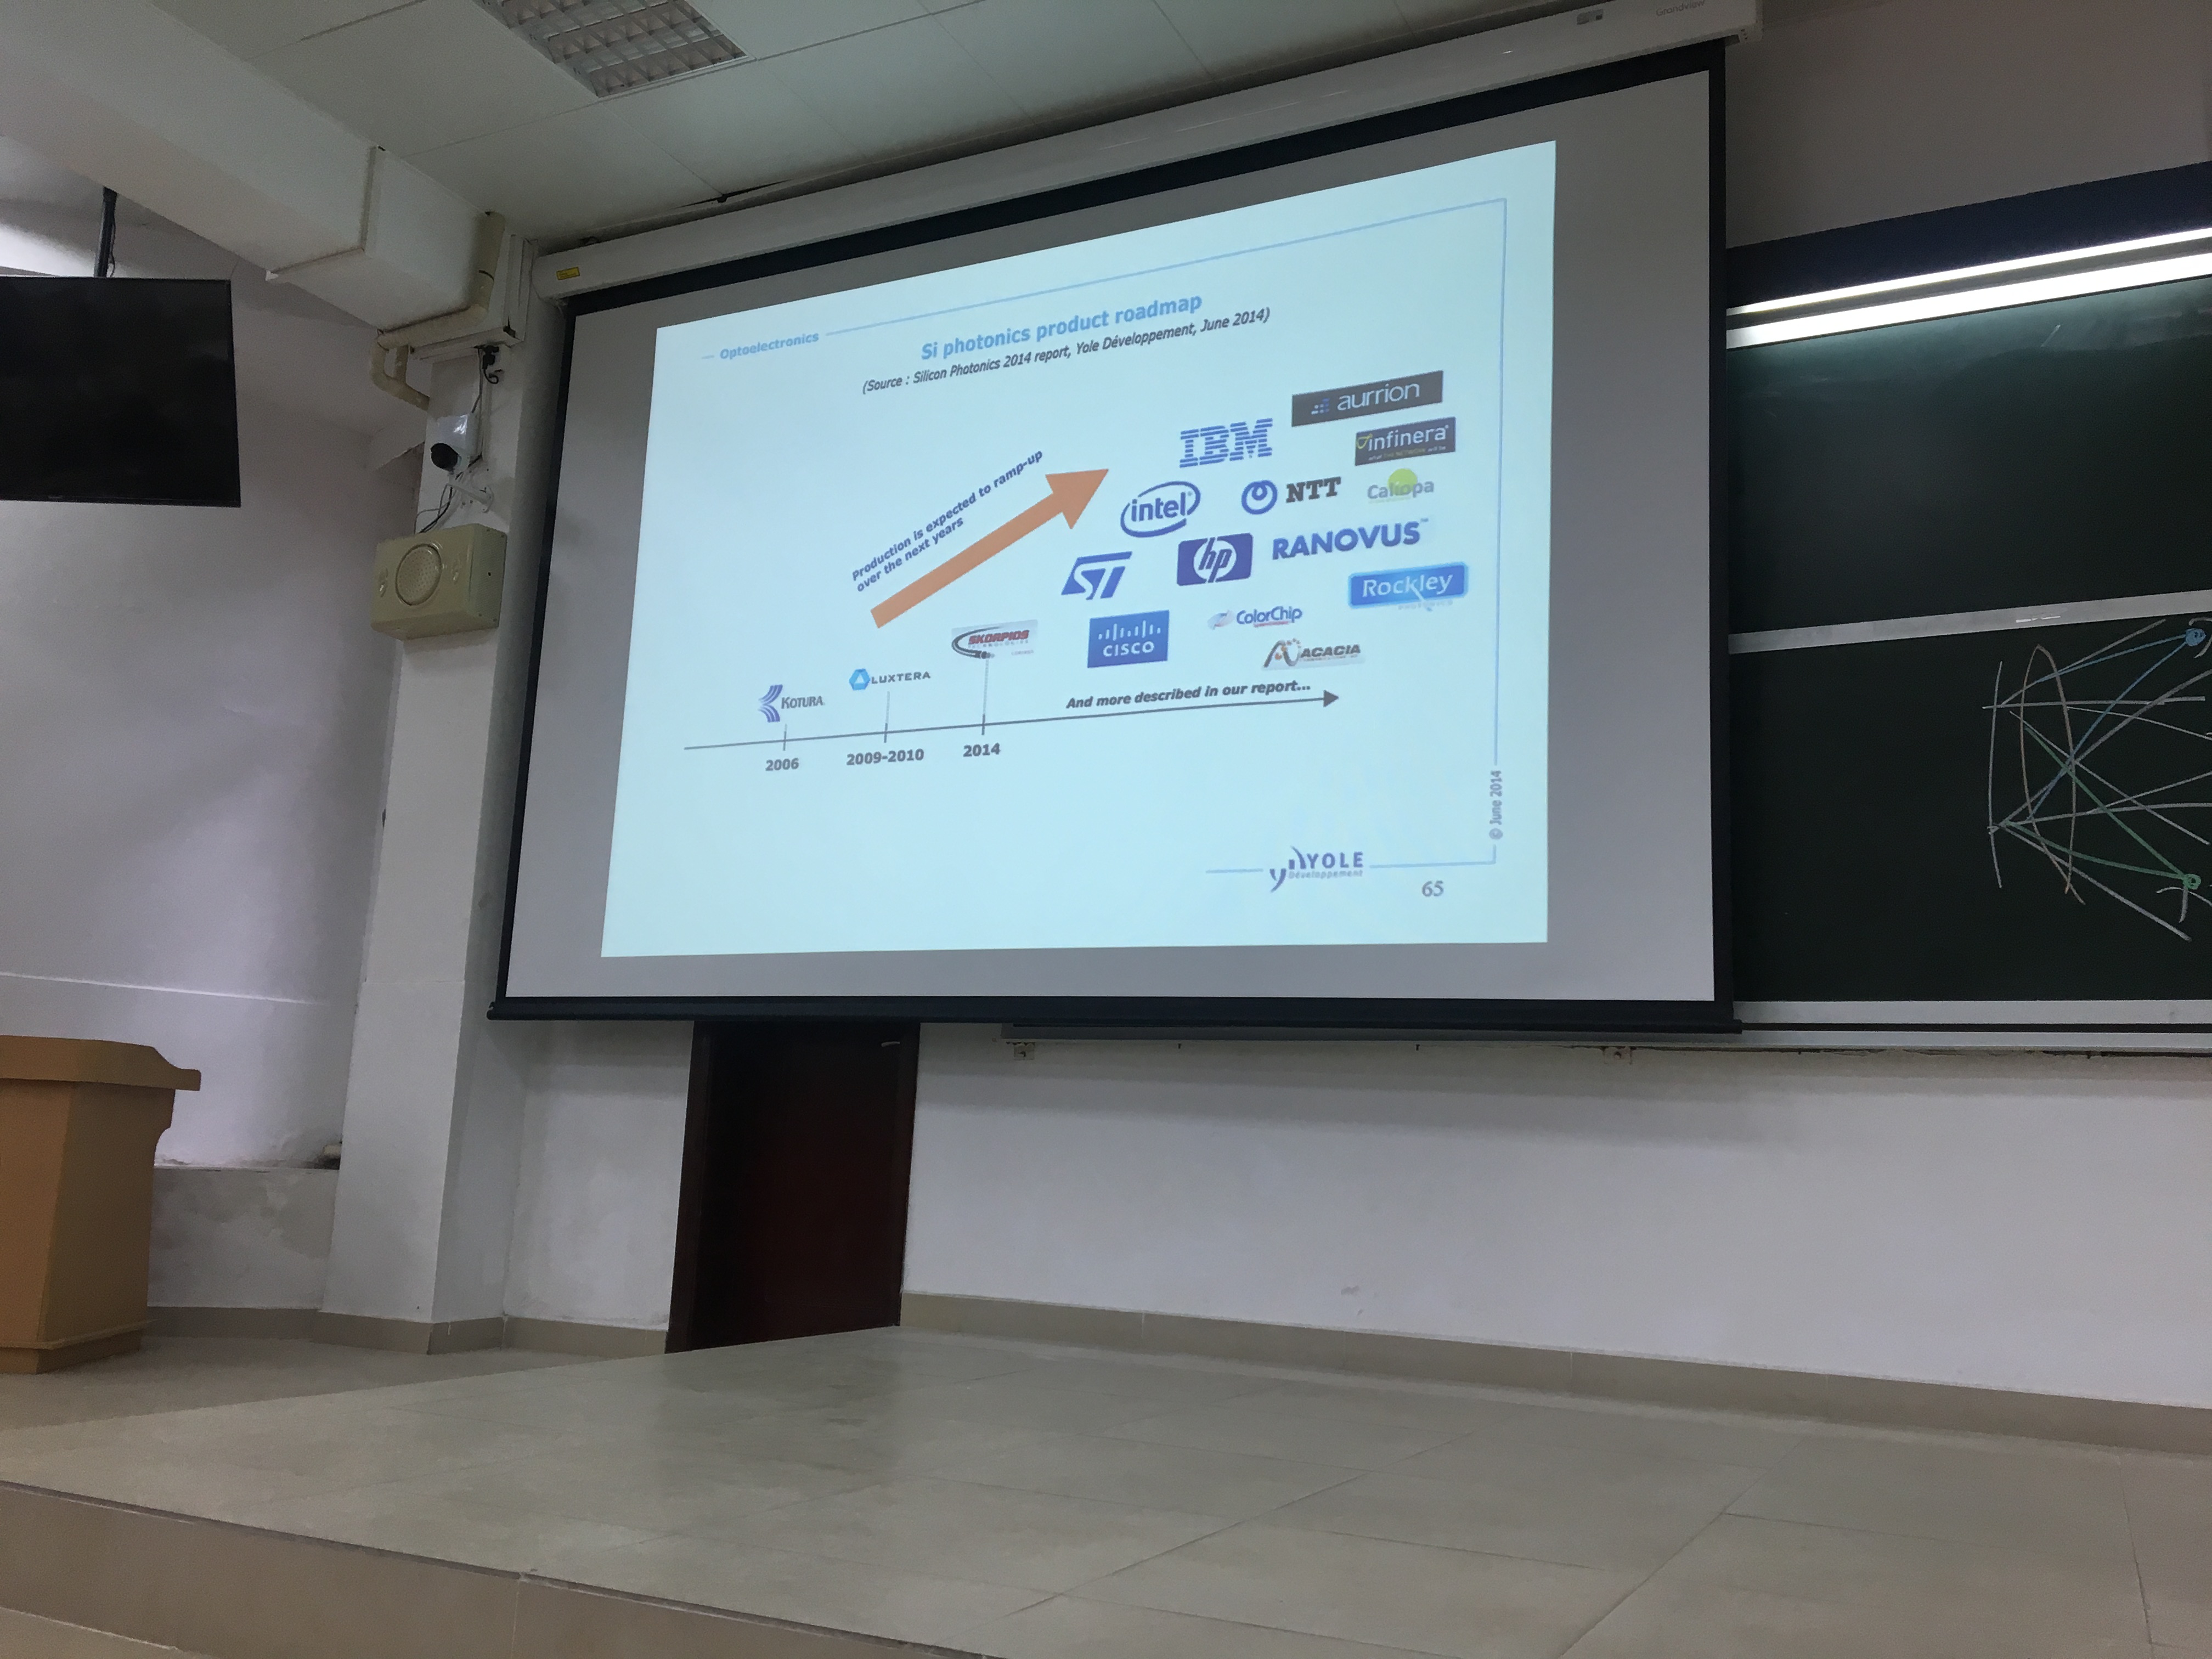 Grandview
Optoelectronics
Si photonics product roadmap
(Source : Silicon Photonics 2014 report, Yole Développement, June 2014)
Production is expected to ramp-up
over the next years
aurrion
IBM
infinera
intel
NTT
Caliopa
ST
hp
RANOVUS
Rockley
SKORPIOS
CISCO
ColorChip
ACACIA
KOTURA
LUXTERA
And more described in our report...
2006
2009-2010
2014
© June 2014
YOLE
Développement
65